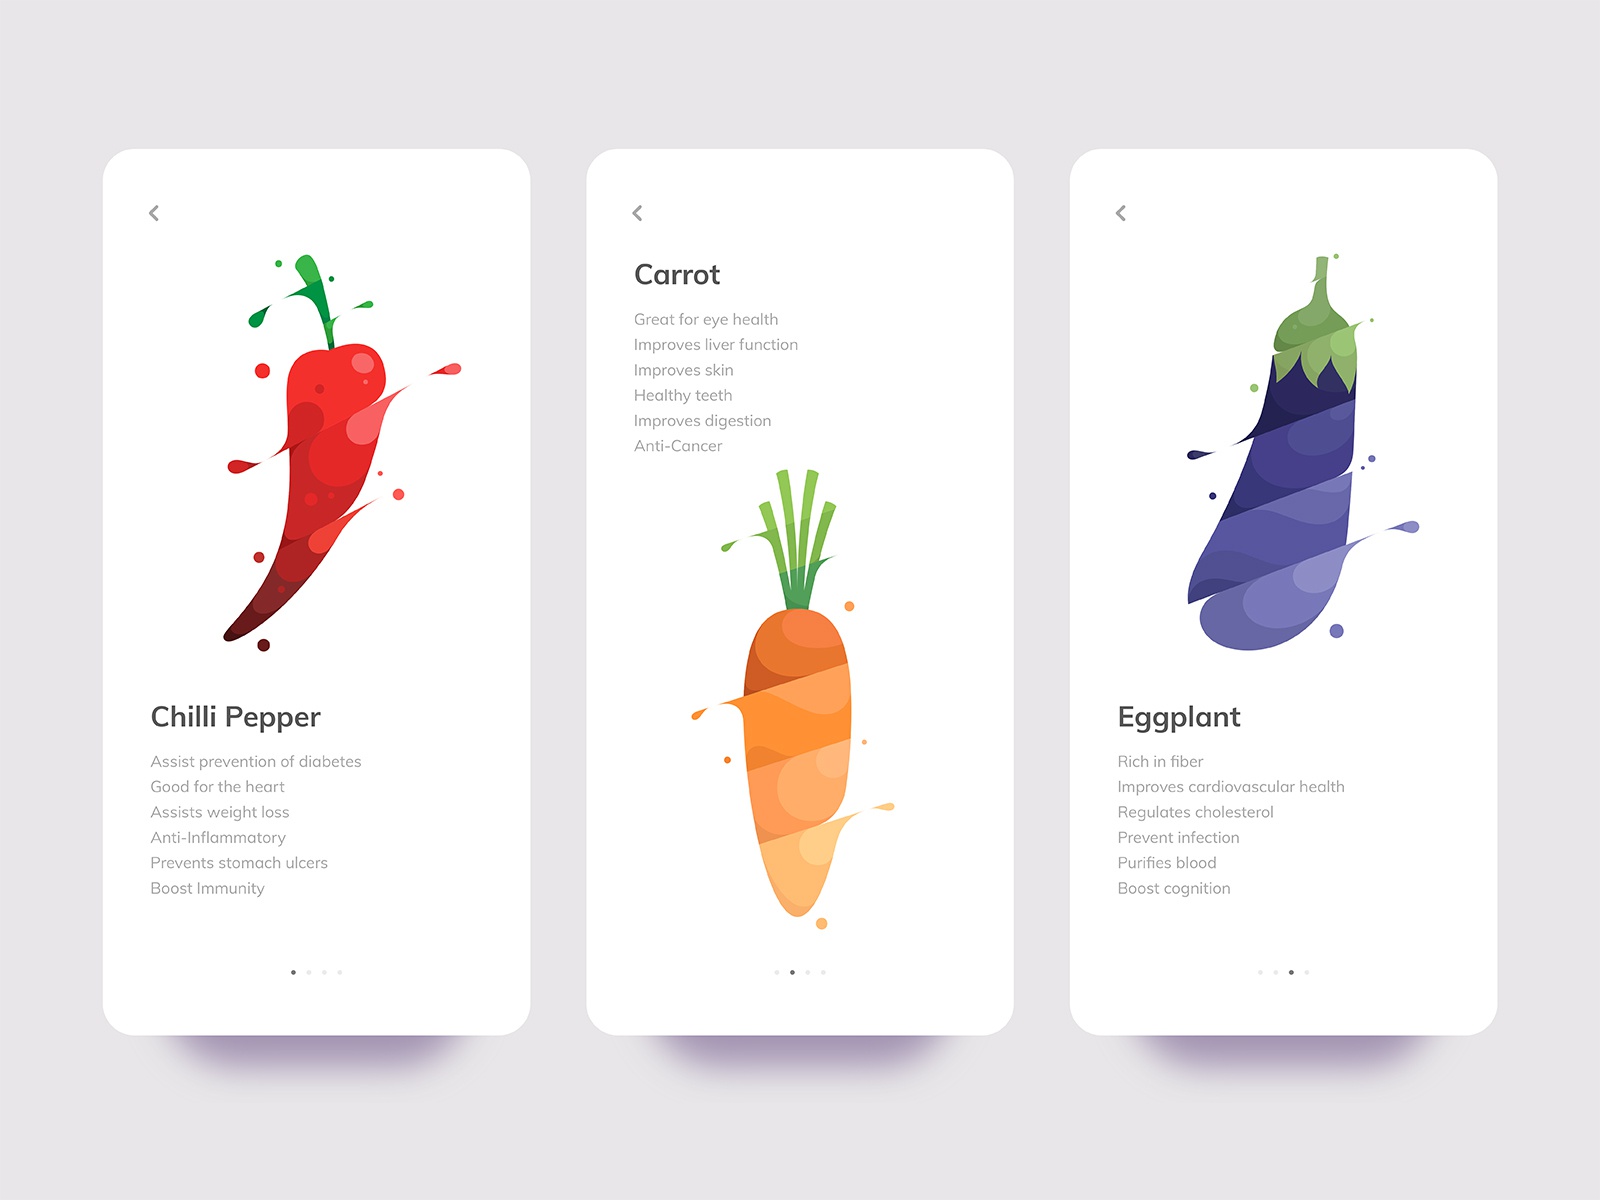 Chilli Pepper
Assist prevention of diabetes
Good for the heart
Assists weight loss
Anti-Inflammatory
Prevents stomach ulcers
Boost Immunity
Carrot
Great for eye health
Improves liver function
Improves skin
Healthy teeth
Improves digestion
Anti-Cancer
Eggplant
Rich in fiber
Improves cardiovascular health
Regulates cholesterol
Prevent infection
Purifies blood
Boost cognition